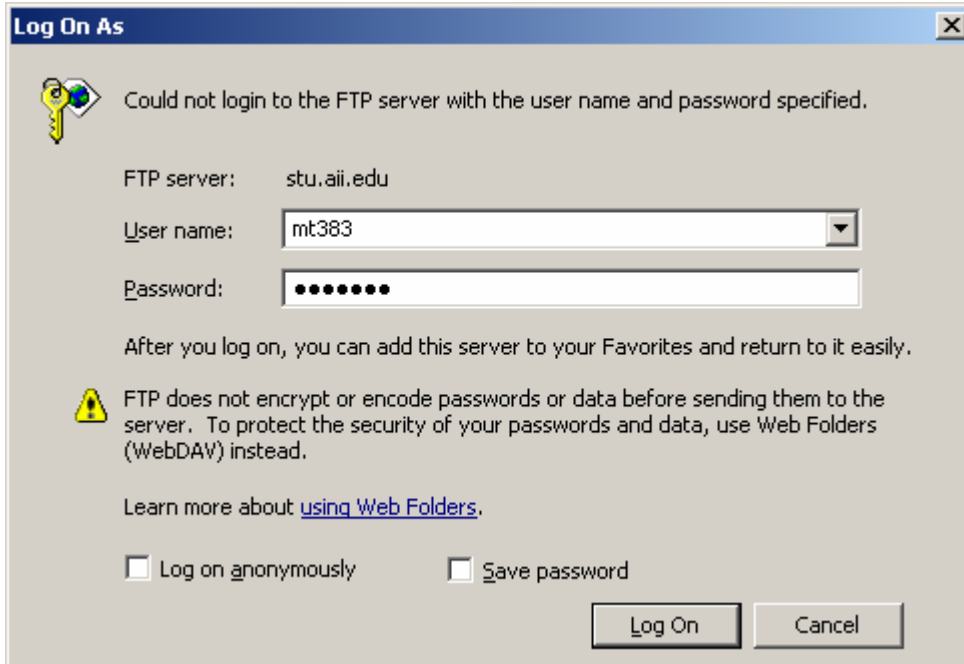 Log On As
Could not login to the FTP server with the user name and password specified.
FTP server: stu.aii.edu
User name: mt383
Password: •••••••
After you log on, you can add this server to your Favorites and return to it easily.
FTP does not encrypt or encode passwords or data before sending them to the
server. To protect the security of your passwords and data, use Web Folders
(WebDAV) instead.
Learn more about using Web Folders.
Log on anonymously Save password
Log On Cancel